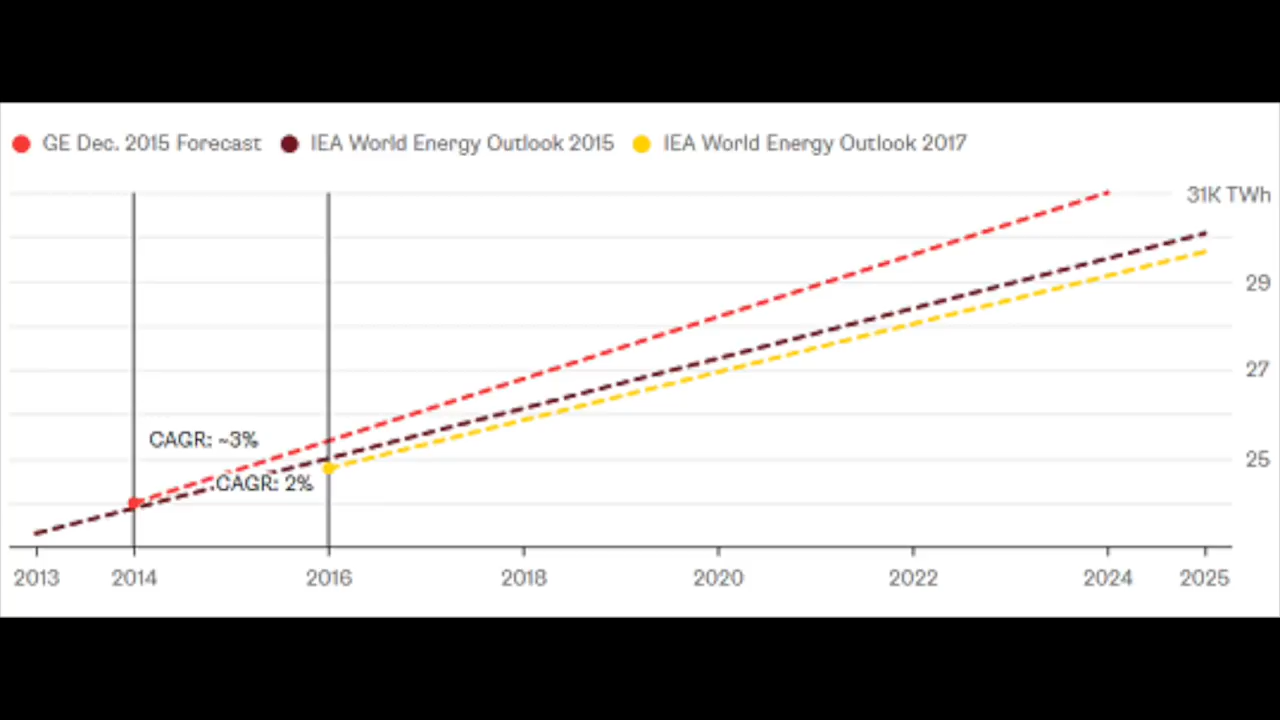 GE Dec. 2015 Forecast IEA World Energy Outlook 2015 IEA World Energy Outlook 2017
31K TWh
29
27
CAGR: ~3%
25
CAGR: 2%
2013 2014 2016 2018 2020 2022 2024 2025